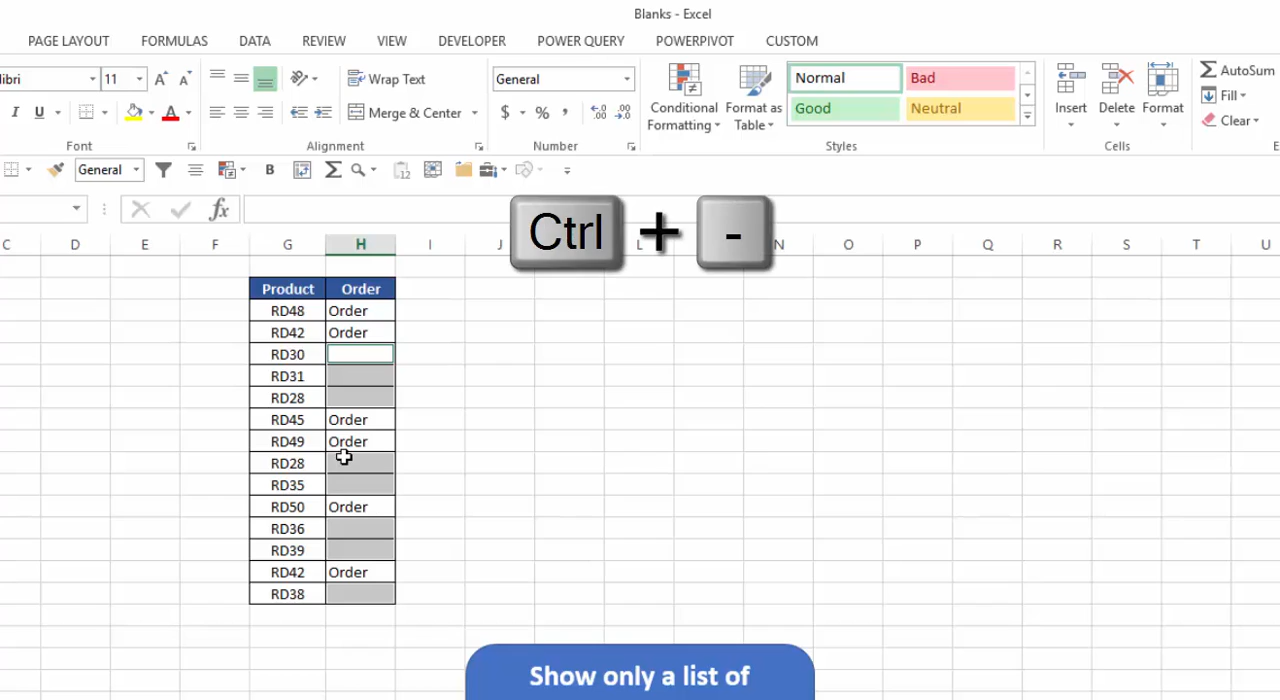 Blanks - Excel
PAGE LAYOUT FORMULAS DATA REVIEW VIEW DEVELOPER POWER QUERY POWERPIVOT CUSTOM
libri 11 A A Wrap Text General Conditional Formatting Format as Table Normal Bad Insert Delete Format AutoSum
I U A Merge & Center $ % , Good Neutral Fill
Clear
Font Alignment Number Styles Cells E
General B
fx Ctrl + -
C D E F G H I J L N O P Q R S T U
Product Order
RD48 Order
RD42 Order
RD30
RD31
RD28
RD45 Order
RD49 Order
RD28
RD35
RD50 Order
RD36
RD39
RD42 Order
RD38
Show only a list of